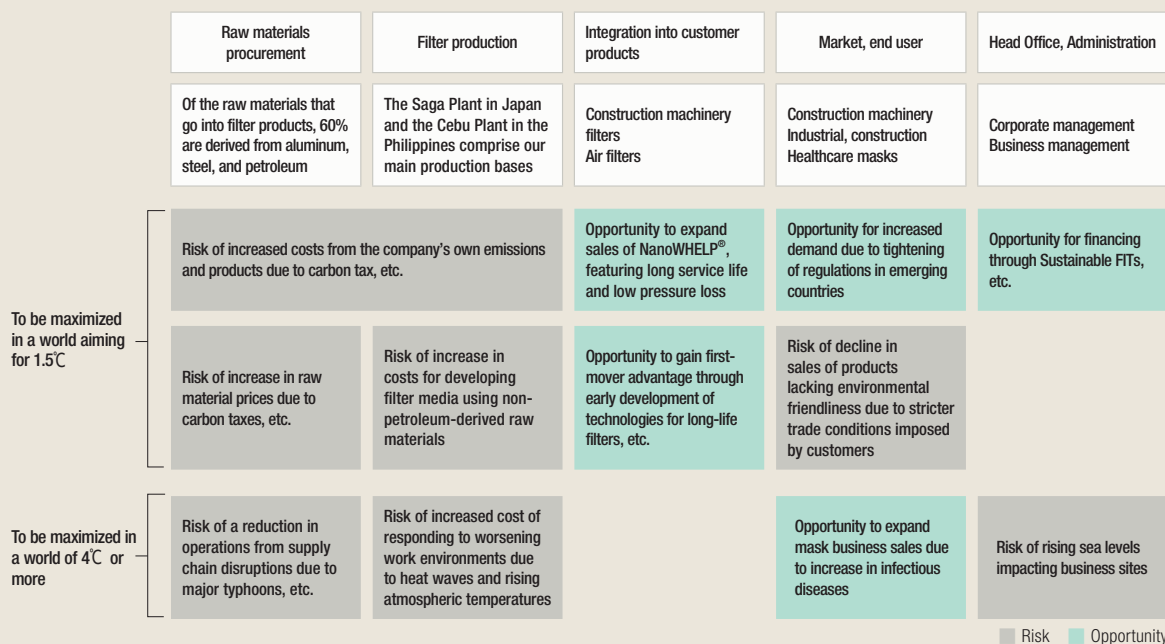 Raw materials
procurement
Filter production
Integration into customer
products
Market, end user
Head Office, Administration
Of the raw materials that
go into filter products, 60%
are derived from aluminum,
steel, and petroleum
The Saga Plant in Japan
and the Cebu Plant in the
Philippines comprise our
main production bases
Construction machinery
filters
Air filters
Construction machinery
Industrial, construction
Healthcare masks
Corporate management
Business management
To be maximized
in a world aiming
for 1.5℃
Risk of increased costs from the company's own emissions
and products due to carbon tax, etc.
Opportunity to expand
sales of NanoWHELP®,
featuring long service life
and low pressure loss
Opportunity for increased
demand due to tightening
of regulations in emerging
countries
Opportunity for financing
through Sustainable FITs,
etc.
Risk of increase in raw
material prices due to
carbon taxes, etc.
Risk of increase in
costs for developing
filter media using non-
petroleum-derived raw
materials
Opportunity to gain first-
mover advantage through
early development of
technologies for long-life
filters, etc.
Risk of decline in
sales of products
lacking environmental
friendliness due to stricter
trade conditions imposed
by customers
To be maximized in
a world of 4℃ or
more
Risk of a reduction in
operations from supply
chain disruptions due to
major typhoons, etc.
Risk of increased cost of
responding to worsening
work environments due
to heat waves and rising
atmospheric temperatures
Opportunity to expand
mask business sales due
to increase in infectious
diseases
Risk of rising sea levels
impacting business sites
Risk
Opportunity